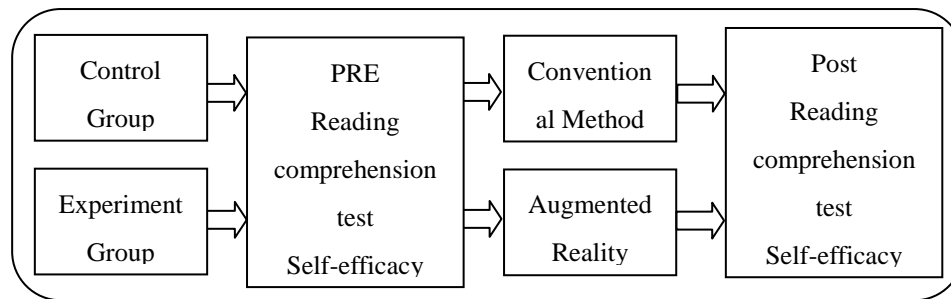 Control
Group
Experiment
Group
PRE
Reading
comprehension
test
Self-efficacy
Convention
al Method
Augmented
Reality
Post
Reading
comprehension
test
Self-efficacy